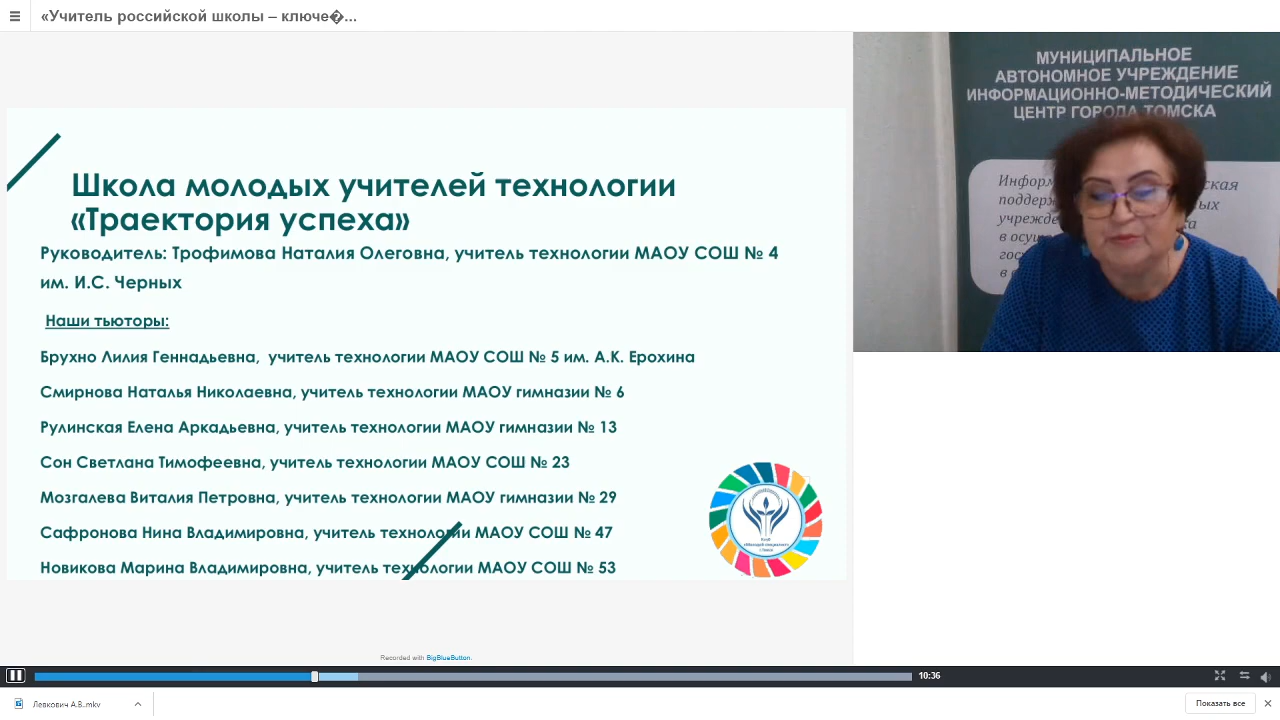 «Учитель российской школы – ключе�...
МУНИЦИПАЛЬНОЕ
АВТОНОМНОЕ УЧРЕЖДЕНИЕ
ИНФОРМАЦИОННО-МЕТОДИЧЕСКИЙ
ЦЕНТР ГОРОДА ТОМСКА
Школа молодых учителей технологии
«Траектория успеха»
Руководитель: Трофимова Наталия Олеговна, учитель технологии МАОУ СОШ № 4
им. И.С. Черных
Наши тьюторы:
Брухно Лилия Геннадьевна, учитель технологии МАОУ СОШ № 5 им. А.К. Ерохина
Смирнова Наталья Николаевна, учитель технологии МАОУ гимназии № 6
Рулинская Елена Аркадьевна, учитель технологии МАОУ гимназии № 13
Сон Светлана Тимофеевна, учитель технологии МАОУ СОШ № 23
Мозгалева Виталия Петровна, учитель технологии МАОУ гимназии № 29
Сафронова Нина Владимировна, учитель технологии МАОУ СОШ № 47
Новикова Марина Владимировна, учитель технологии МАОУ СОШ № 53
Recorded with BigBlueButton.
10:36
Левкович А.В..mkv
Показать все